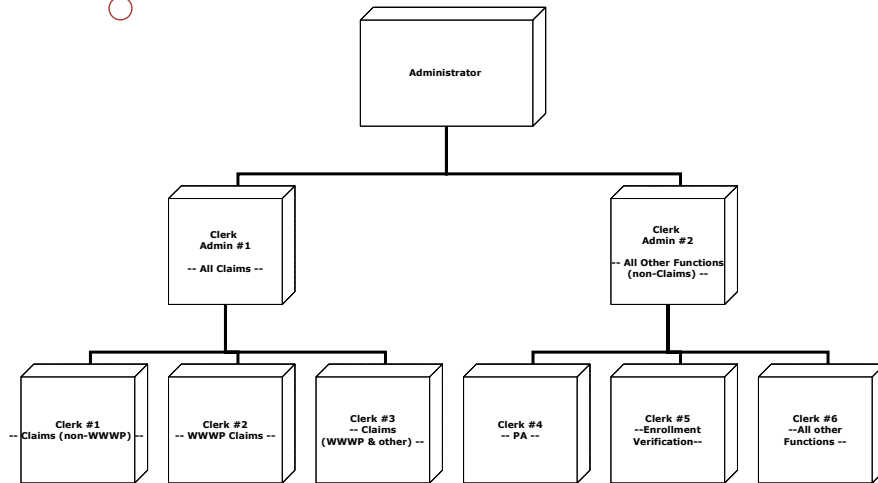 Administrator
Clerk
Admin #1
-- All Claims --
Clerk
Admin #2
-- All Other Functions
(non-Claims) --
Clerk #1
-- Claims (non-WWWP) --
Clerk #2
-- WWWP Claims --
Clerk #3
-- Claims
(WWWP & other) --
Clerk #4
-- PA --
Clerk #5
--Enrollment
Verification--
Clerk #6
--All other
Functions --